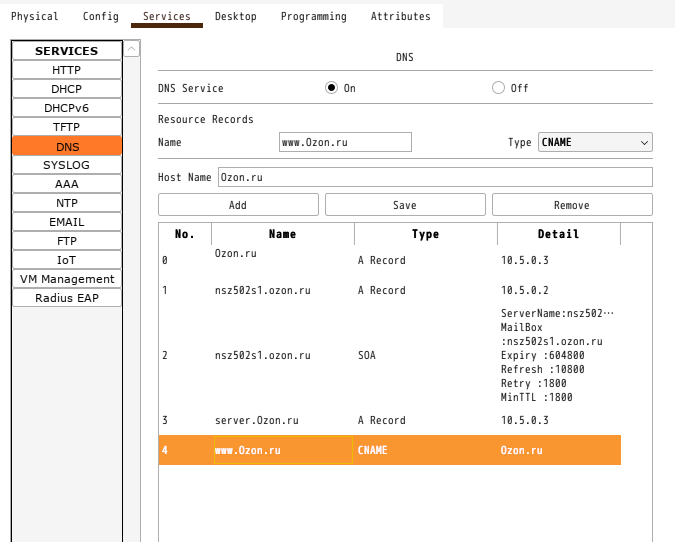 Physical Config Services Desktop Programming Attributes
SERVICES
HTTP
DHCP
DHCPv6
TFTP
DNS
SYSLOG
AAA
NTP
EMAIL
FTP
IoT
VM Management
Radius EAP
DNS
DNS Service On Off
Resource Records
Name www.Ozon.ru Type CNAME
Host Name Ozon.ru
Add Save Remove
No. Name Type Detail
0 Ozon.ru A Record 10.5.0.3
1 nsz502s1.ozon.ru A Record 10.5.0.2
2 nsz502s1.ozon.ru SOA ServerName:nsz502···
MailBox
:nsz502s1.ozon.ru
Expiry :604800
Refresh :10800
Retry :1800
MinTTL :1800
3 server.Ozon.ru A Record 10.5.0.3
4 www.Ozon.ru CNAME Ozon.ru